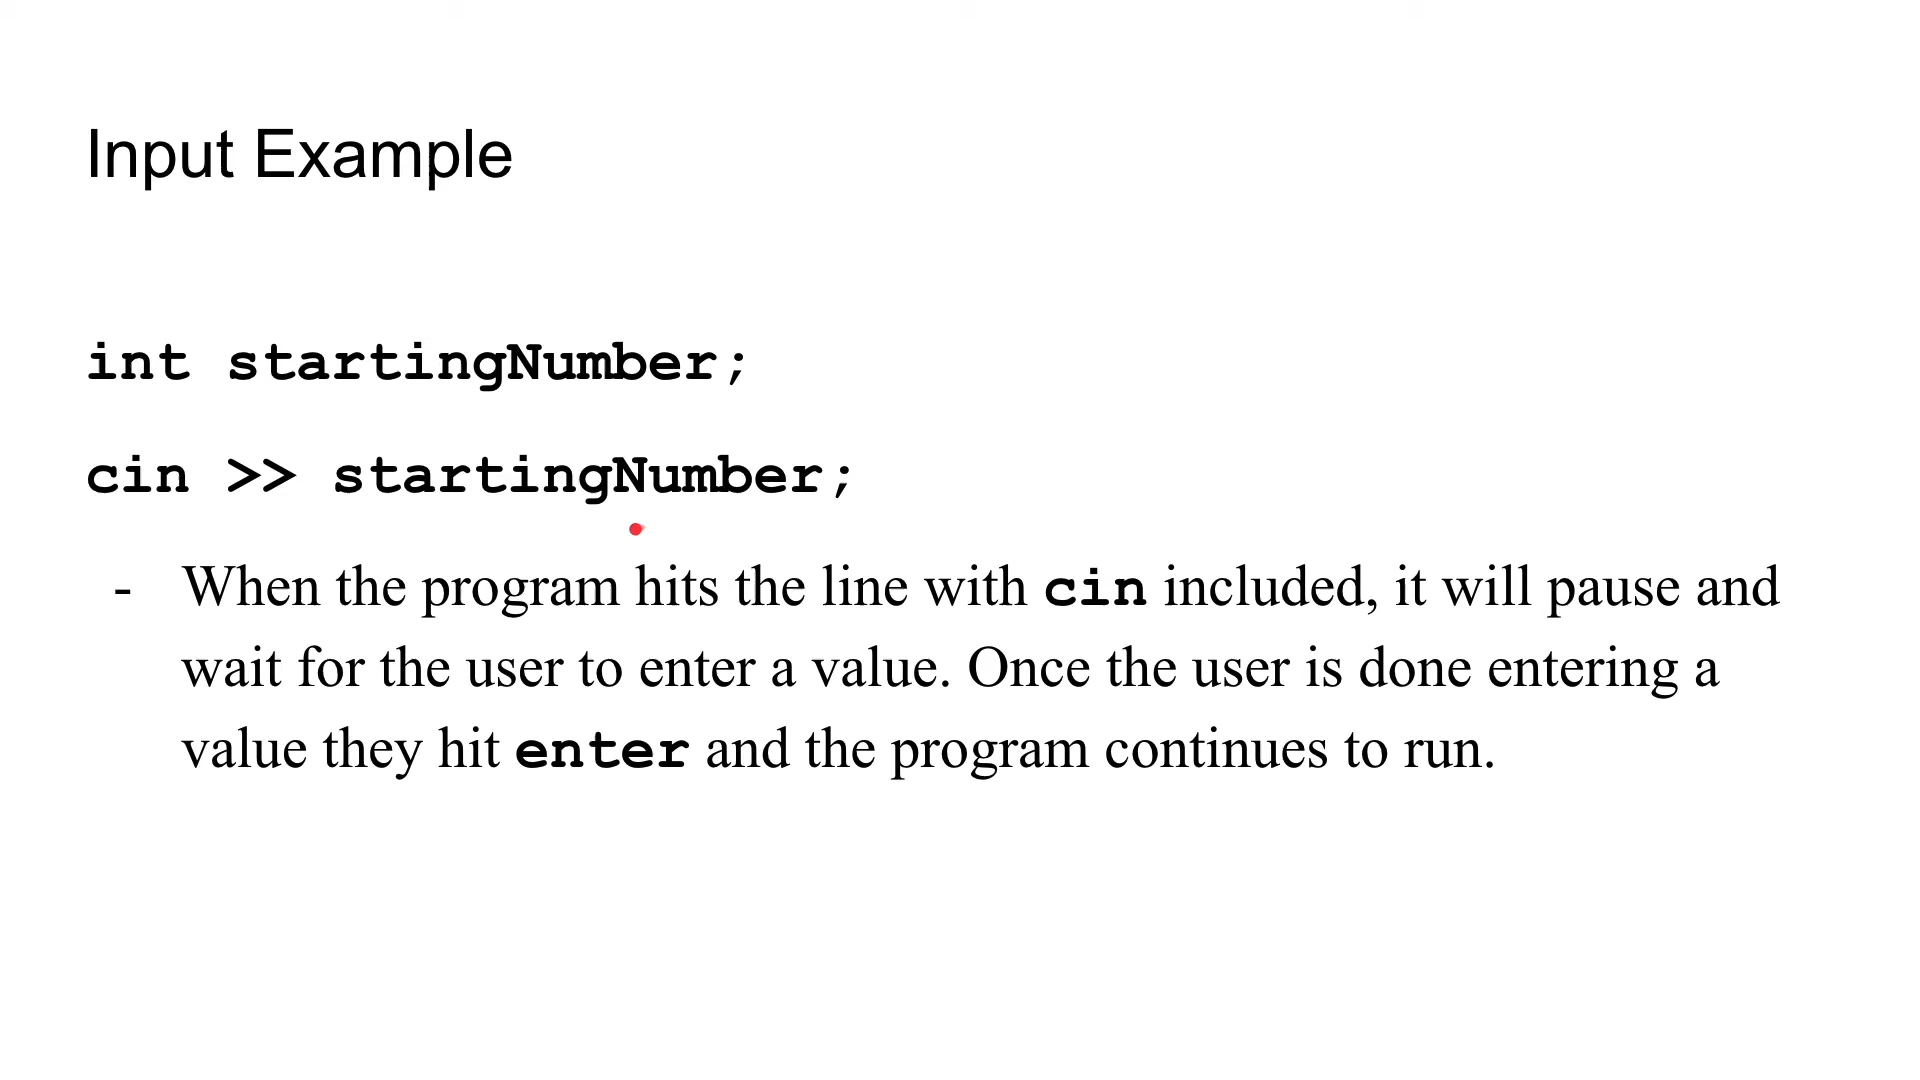 Input Example
int startingNumber;
cin >> startingNumber;
- When the program hits the line with cin included, it will pause and
wait for the user to enter a value. Once the user is done entering a
value they hit enter and the program continues to run.